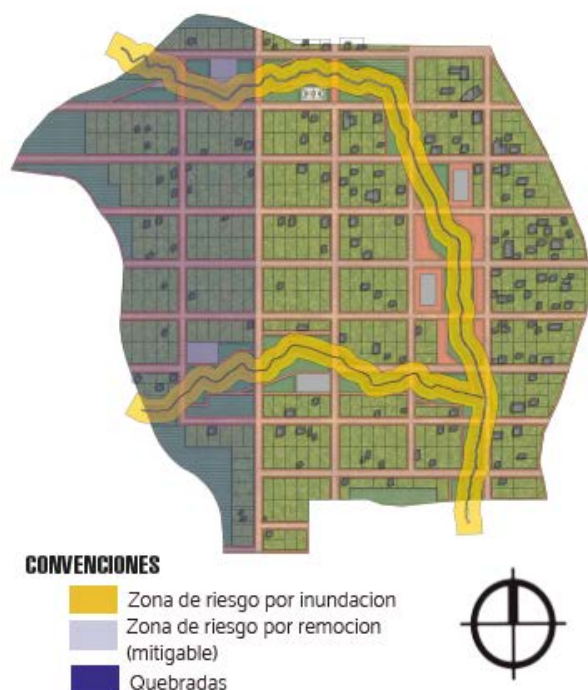 CONVENCIONES
Zona de riesgo por inundacion
Zona de riesgo por remocion
(mitigable)
Quebradas